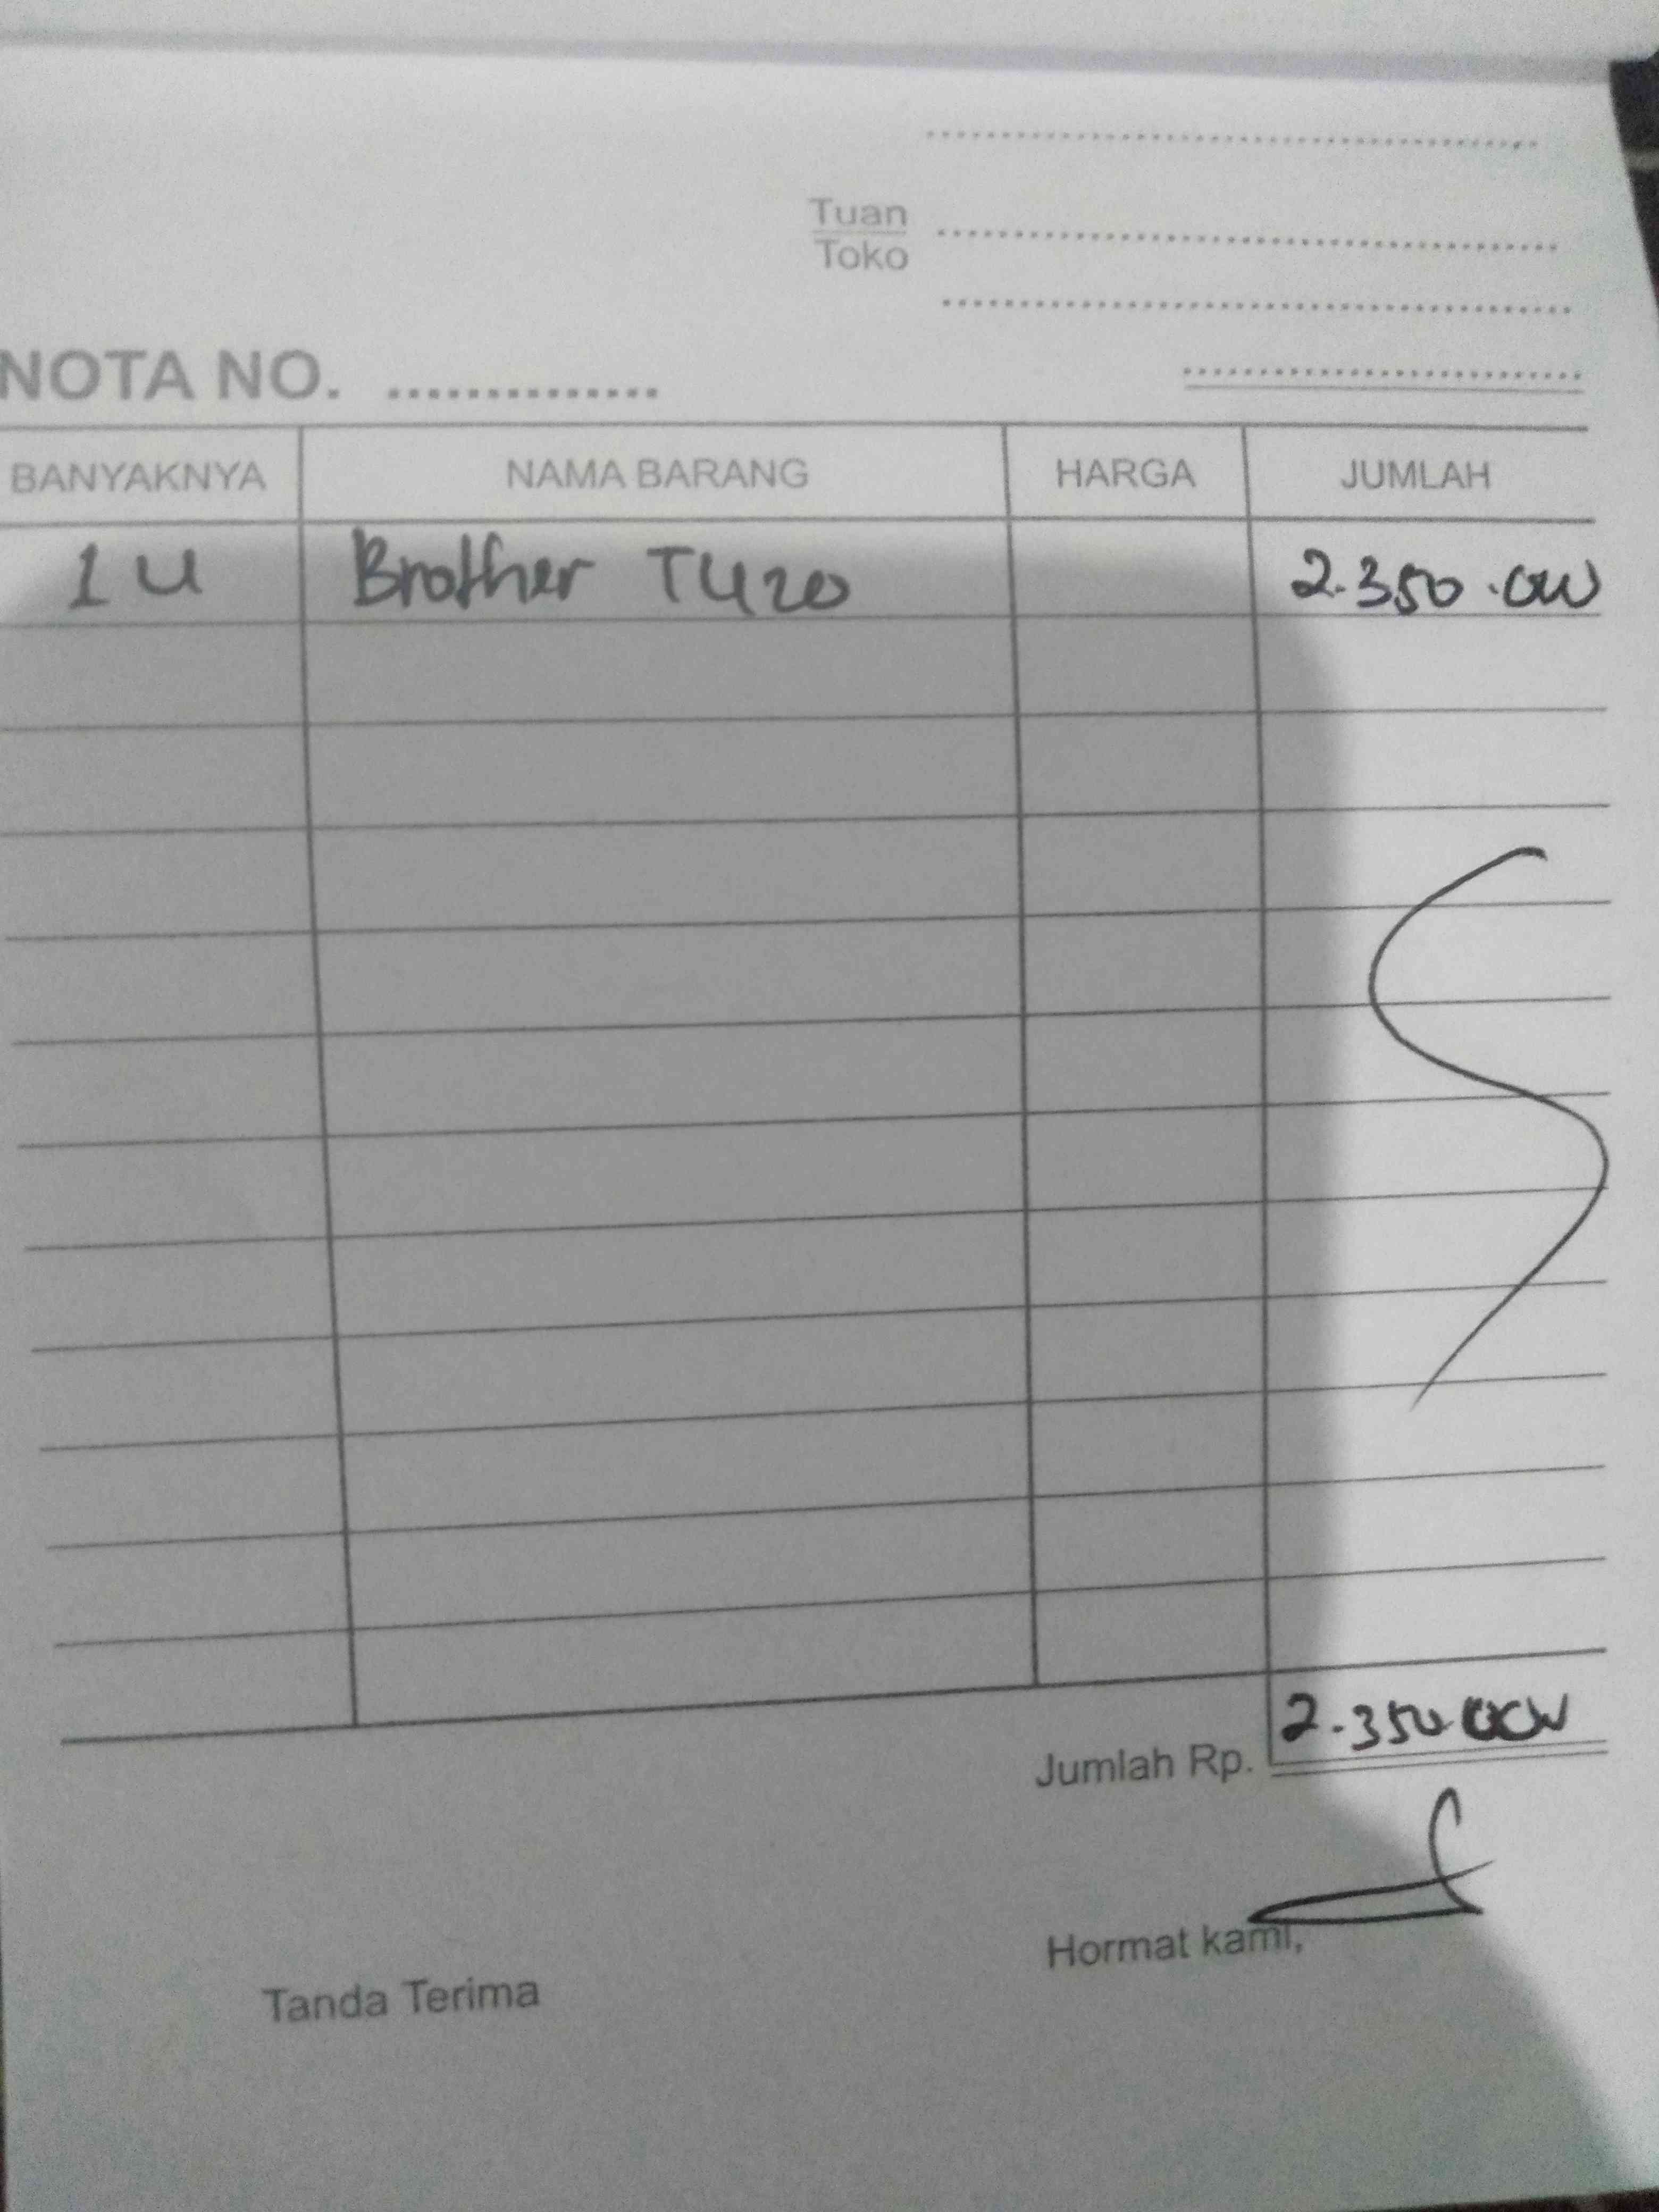 Tuan
Toko
NOTA NO. ..............
BANYAKNYA NAMA BARANG HARGA JUMLAH
1 U Brother T420 2.350.000
Jumlah Rp. 2.350.000
Hormat kami,
Tanda Terima